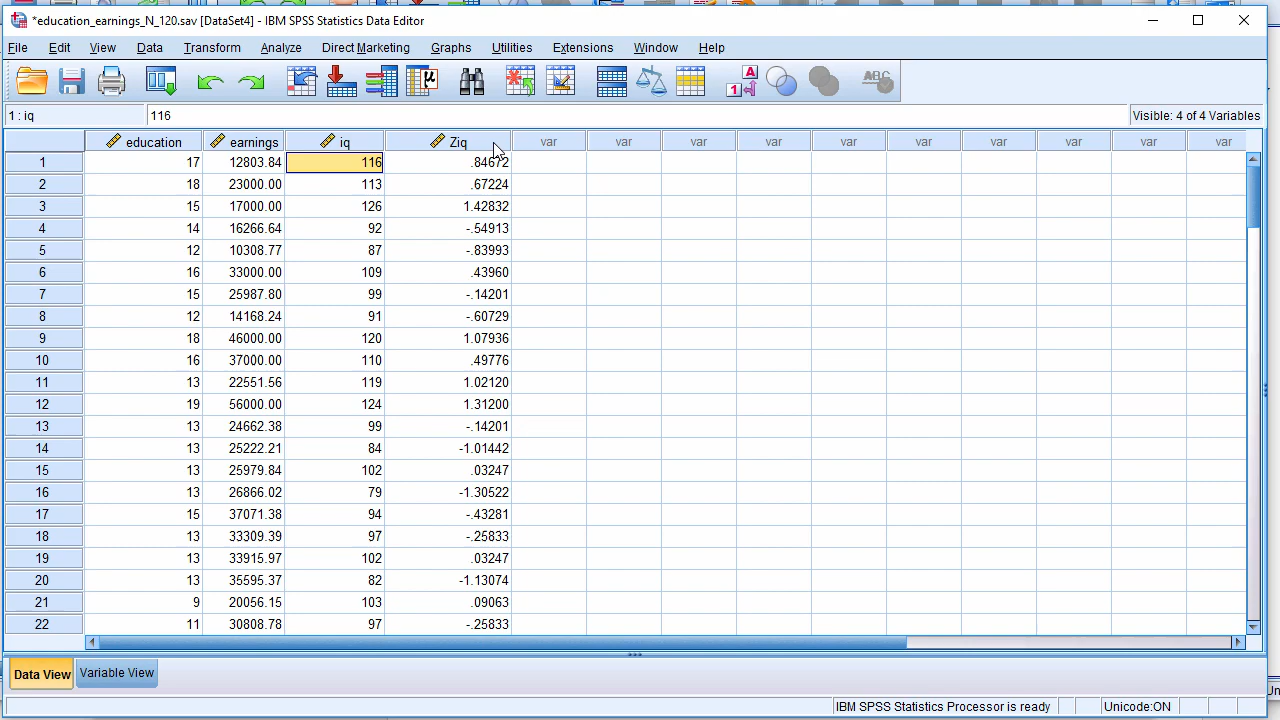 *education_earnings_N_120.sav [DataSet4] - IBM SPSS Statistics Data Editor
File Edit View Data Transform Analyze Direct Marketing Graphs Utilities Extensions Window Help
1 A ABC
1 : iq 116 Visible: 4 of 4 Variables
education earnings iq Ziq var var var var var var var var var var
1 17 12803.84 116 .84672
2 18 23000.00 113 .67224
3 15 17000.00 126 1.42832
4 14 16266.64 92 -.54913
5 12 10308.77 87 -.83993
6 16 33000.00 109 .43960
7 15 25987.80 99 -.14201
8 12 14168.24 91 -.60729
9 18 46000.00 120 1.07936
10 16 37000.00 110 .49776
11 13 22551.56 119 1.02120
12 19 56000.00 124 1.31200
13 13 24662.38 99 -.14201
14 13 25222.21 84 -1.01442
15 13 25979.84 102 .03247
16 13 26866.02 79 -1.30522
17 15 37071.38 94 -.43281
18 13 33309.39 97 -.25833
19 13 33915.97 102 .03247
20 13 35595.37 82 -1.13074
21 9 20056.15 103 .09063
22 11 30808.78 97 -.25833
Data View Variable View
IBM SPSS Statistics Processor is ready Unicode:ON